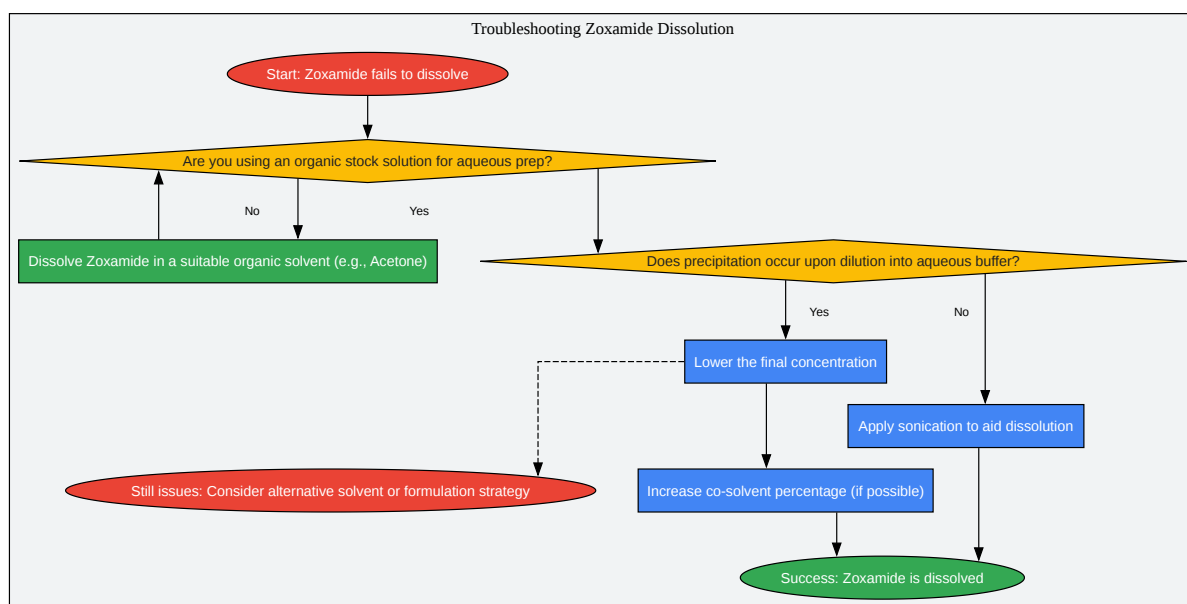 Troubleshooting Zoxamide Dissolution
Start: Zoxamide fails to dissolve
Are you using an organic stock solution for aqueous prep?
No
Yes
Dissolve Zoxamide in a suitable organic solvent (e.g., Acetone)
Does precipitation occur upon dilution into aqueous buffer?
Yes
No
Lower the final concentration
Apply sonication to aid dissolution
Still issues: Consider alternative solvent or formulation strategy
Increase co-solvent percentage (if possible)
Success: Zoxamide is dissolved